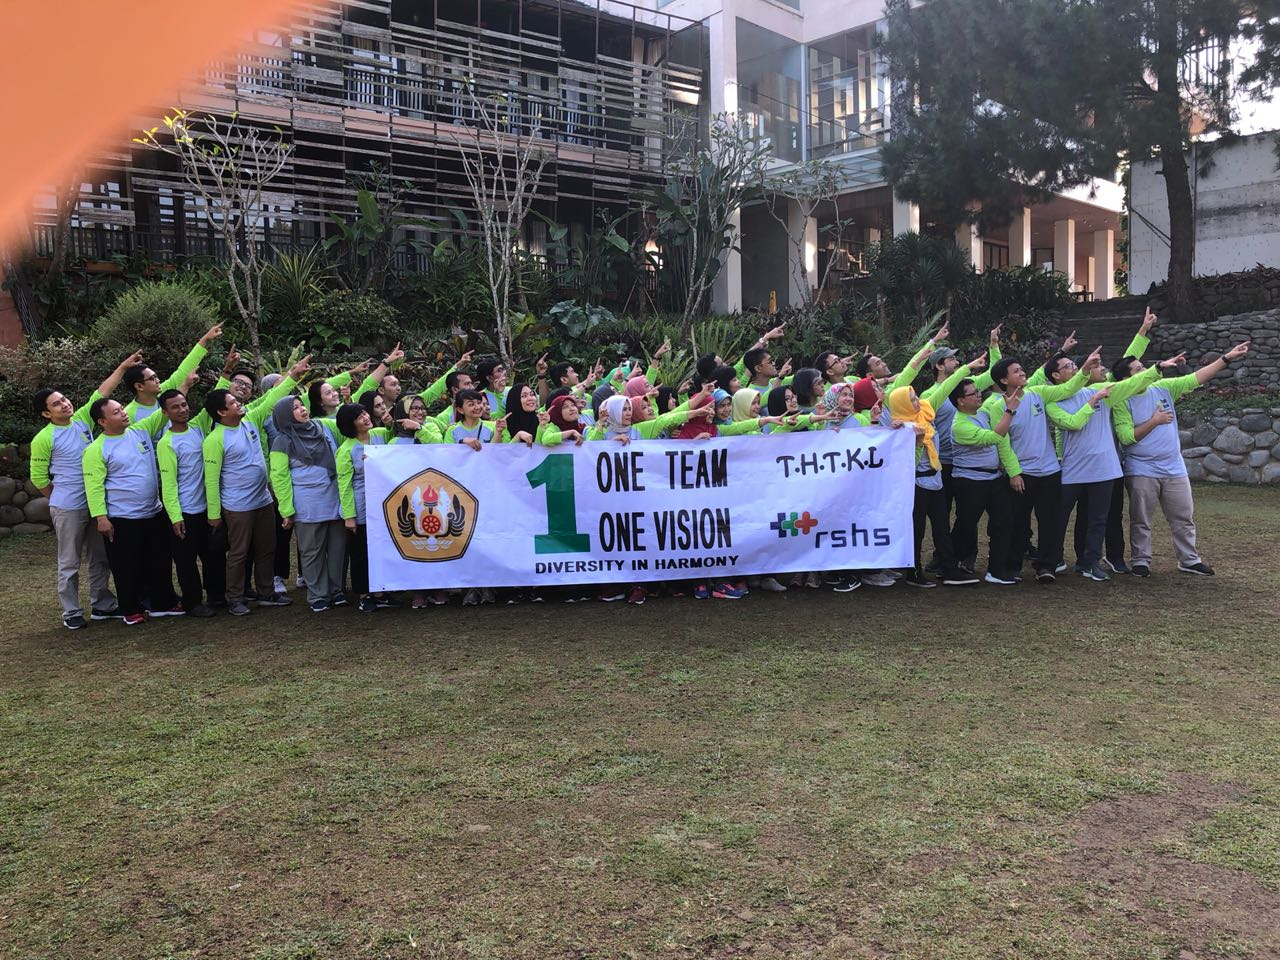 1
ONE TEAM
ONE VISION
DIVERSITY IN HARMONY
T.H.T.K.L
rshs